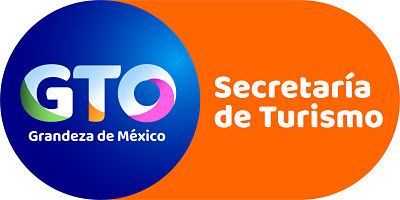 GTO
Grandeza de México
Secretaría
de Turismo